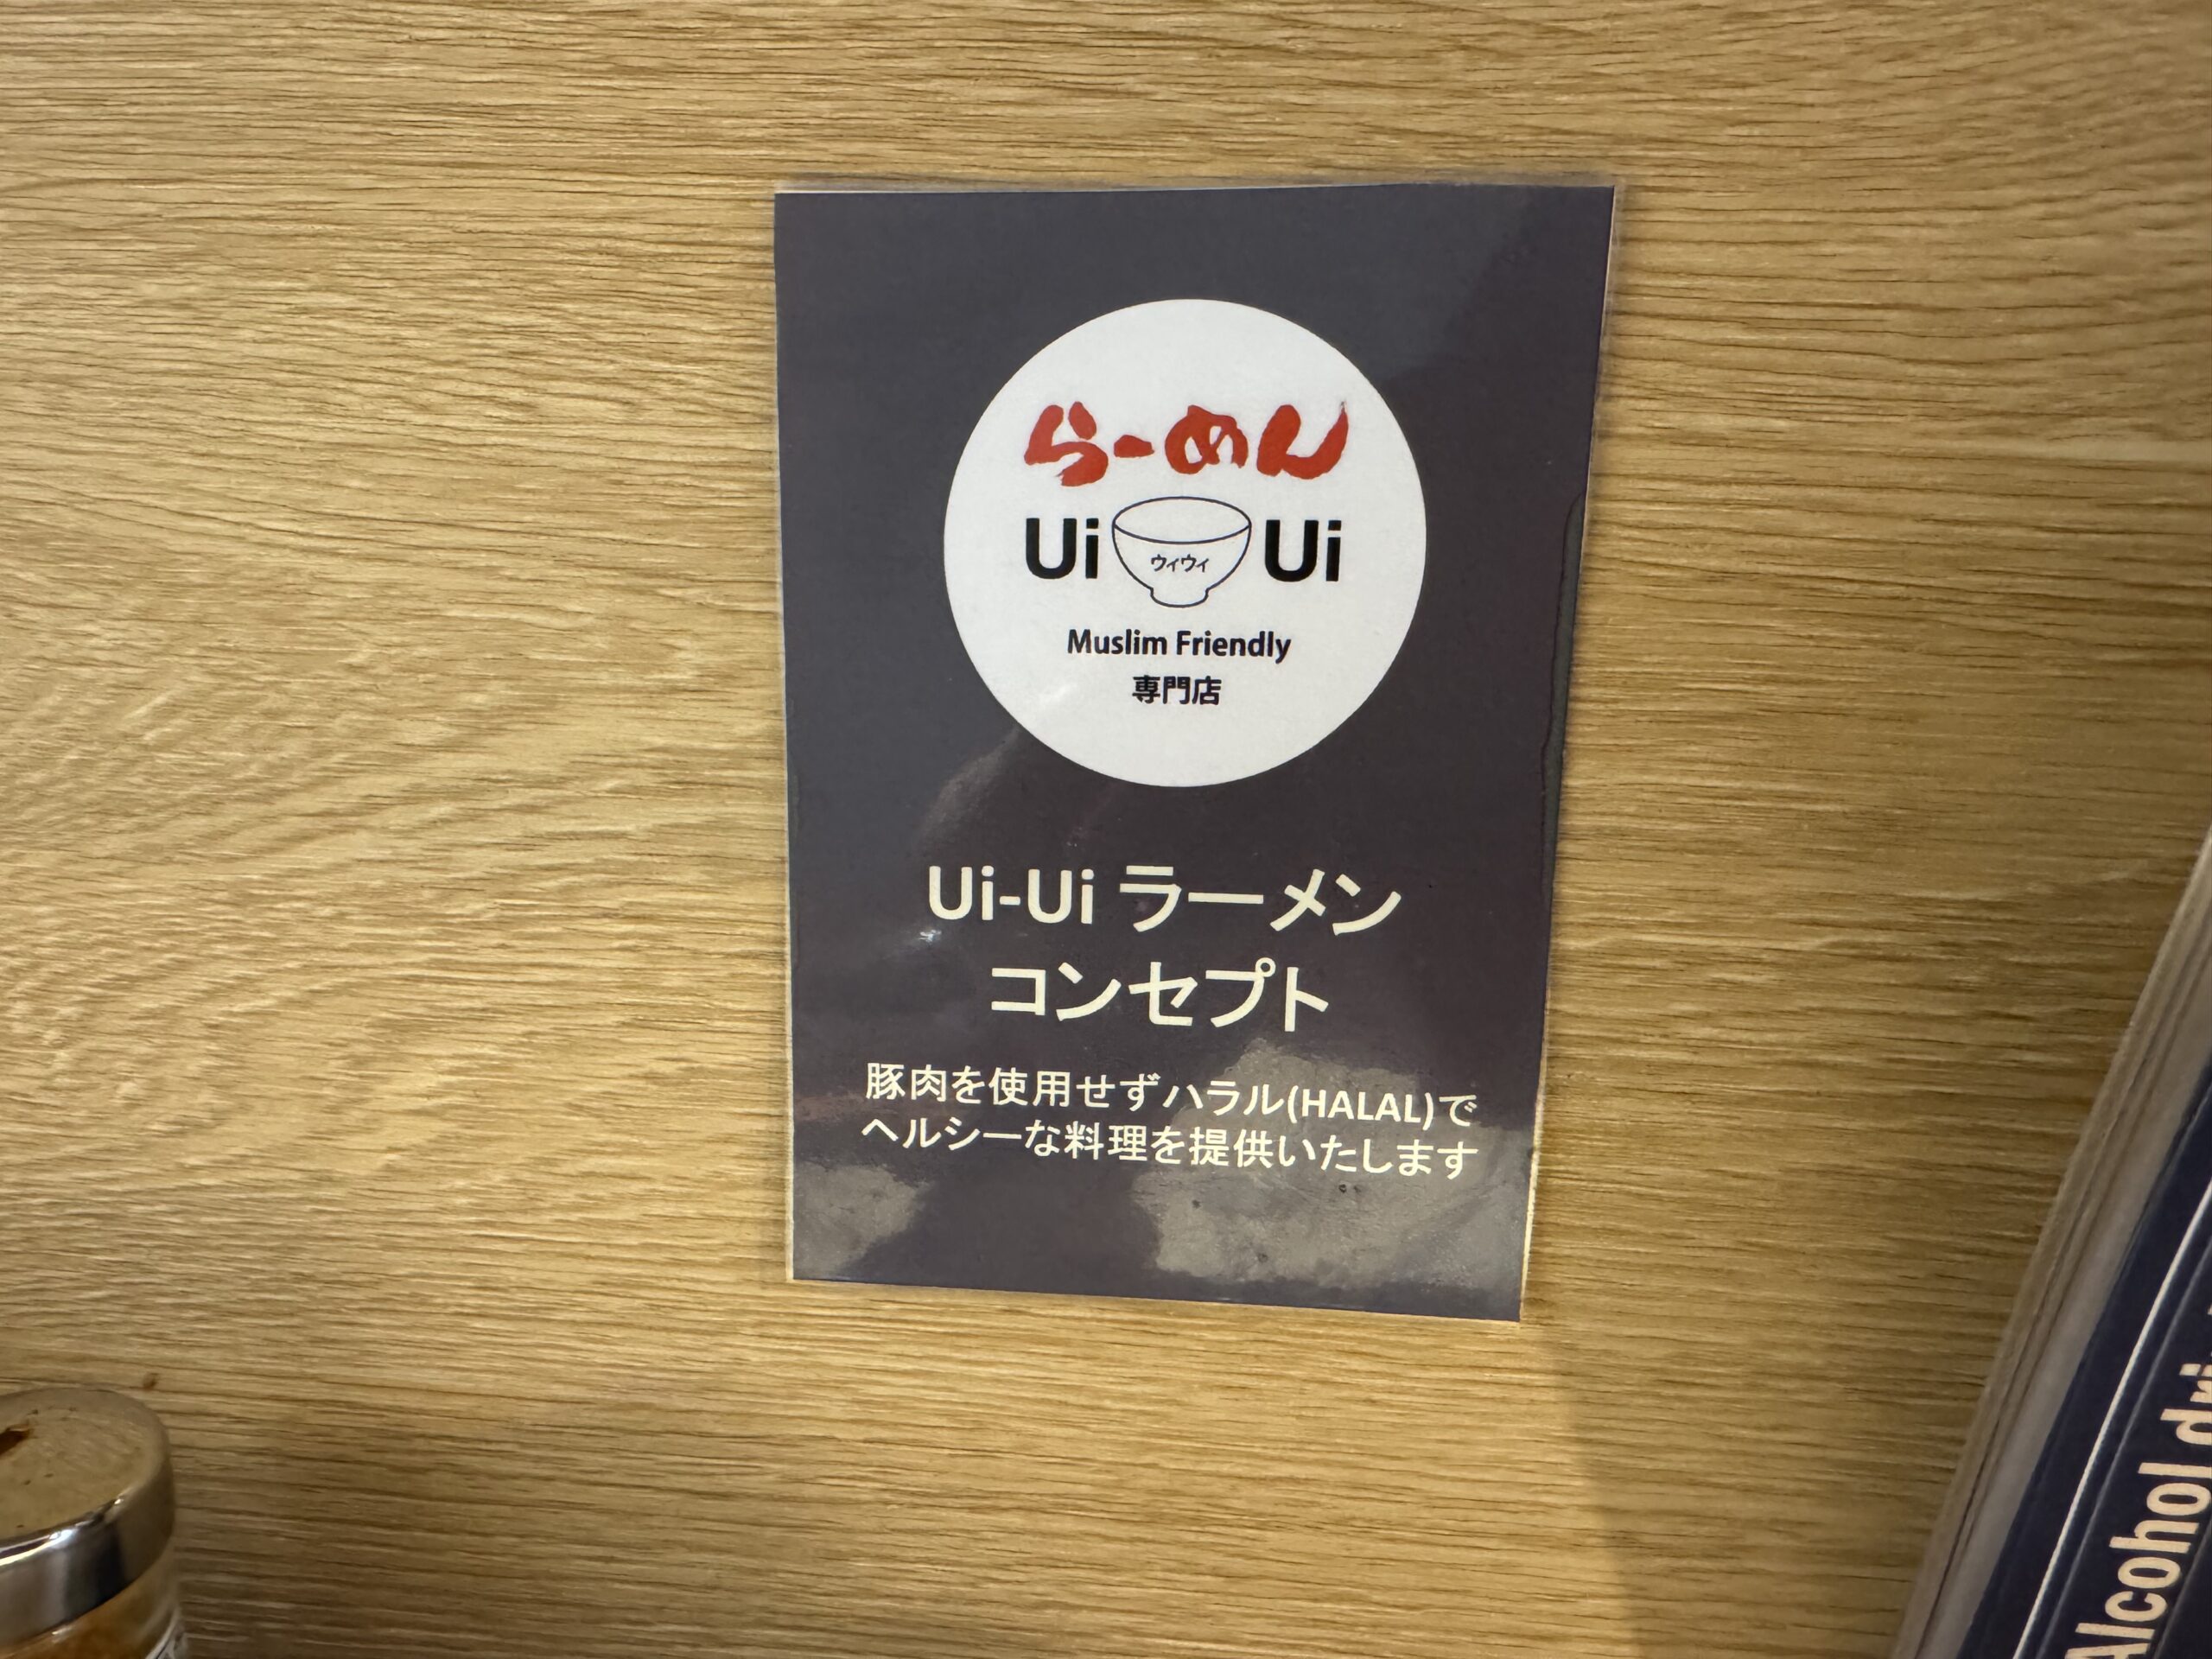 らーめん
Ui ウィウィ Ui
Muslim Friendly
専門店
Ui-Ui ラーメン
コンセプト
豚肉を使用せずハラル(HALAL)で
ヘルシーな料理を提供いたします
Alcohol